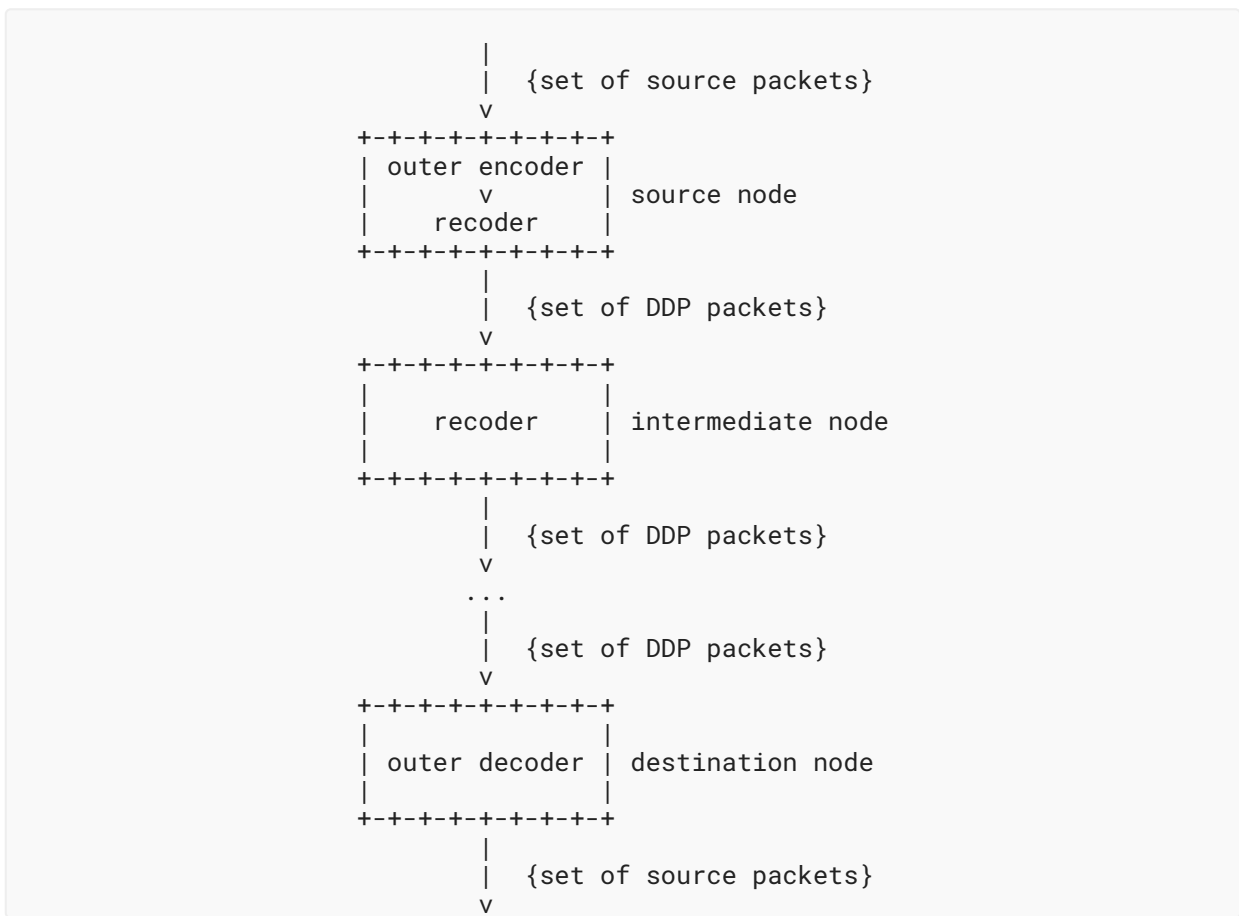 |
                  |  {set of source packets}
                  v
         +-+-+-+-+-+-+-+-+
         | outer encoder |
         |       v       | source node
         |    recoder    |
         +-+-+-+-+-+-+-+-+
                  |
                  |  {set of DDP packets}
                  v
         +-+-+-+-+-+-+-+-+
         |               |
         |    recoder    | intermediate node
         |               |
         +-+-+-+-+-+-+-+-+
                  |
                  |  {set of DDP packets}
                  v
                 ...
                  |
                  |  {set of DDP packets}
                  v
         +-+-+-+-+-+-+-+-+
         |               |
         | outer decoder | destination node
         |               |
         +-+-+-+-+-+-+-+-+
                  |
                  |  {set of source packets}
                  v